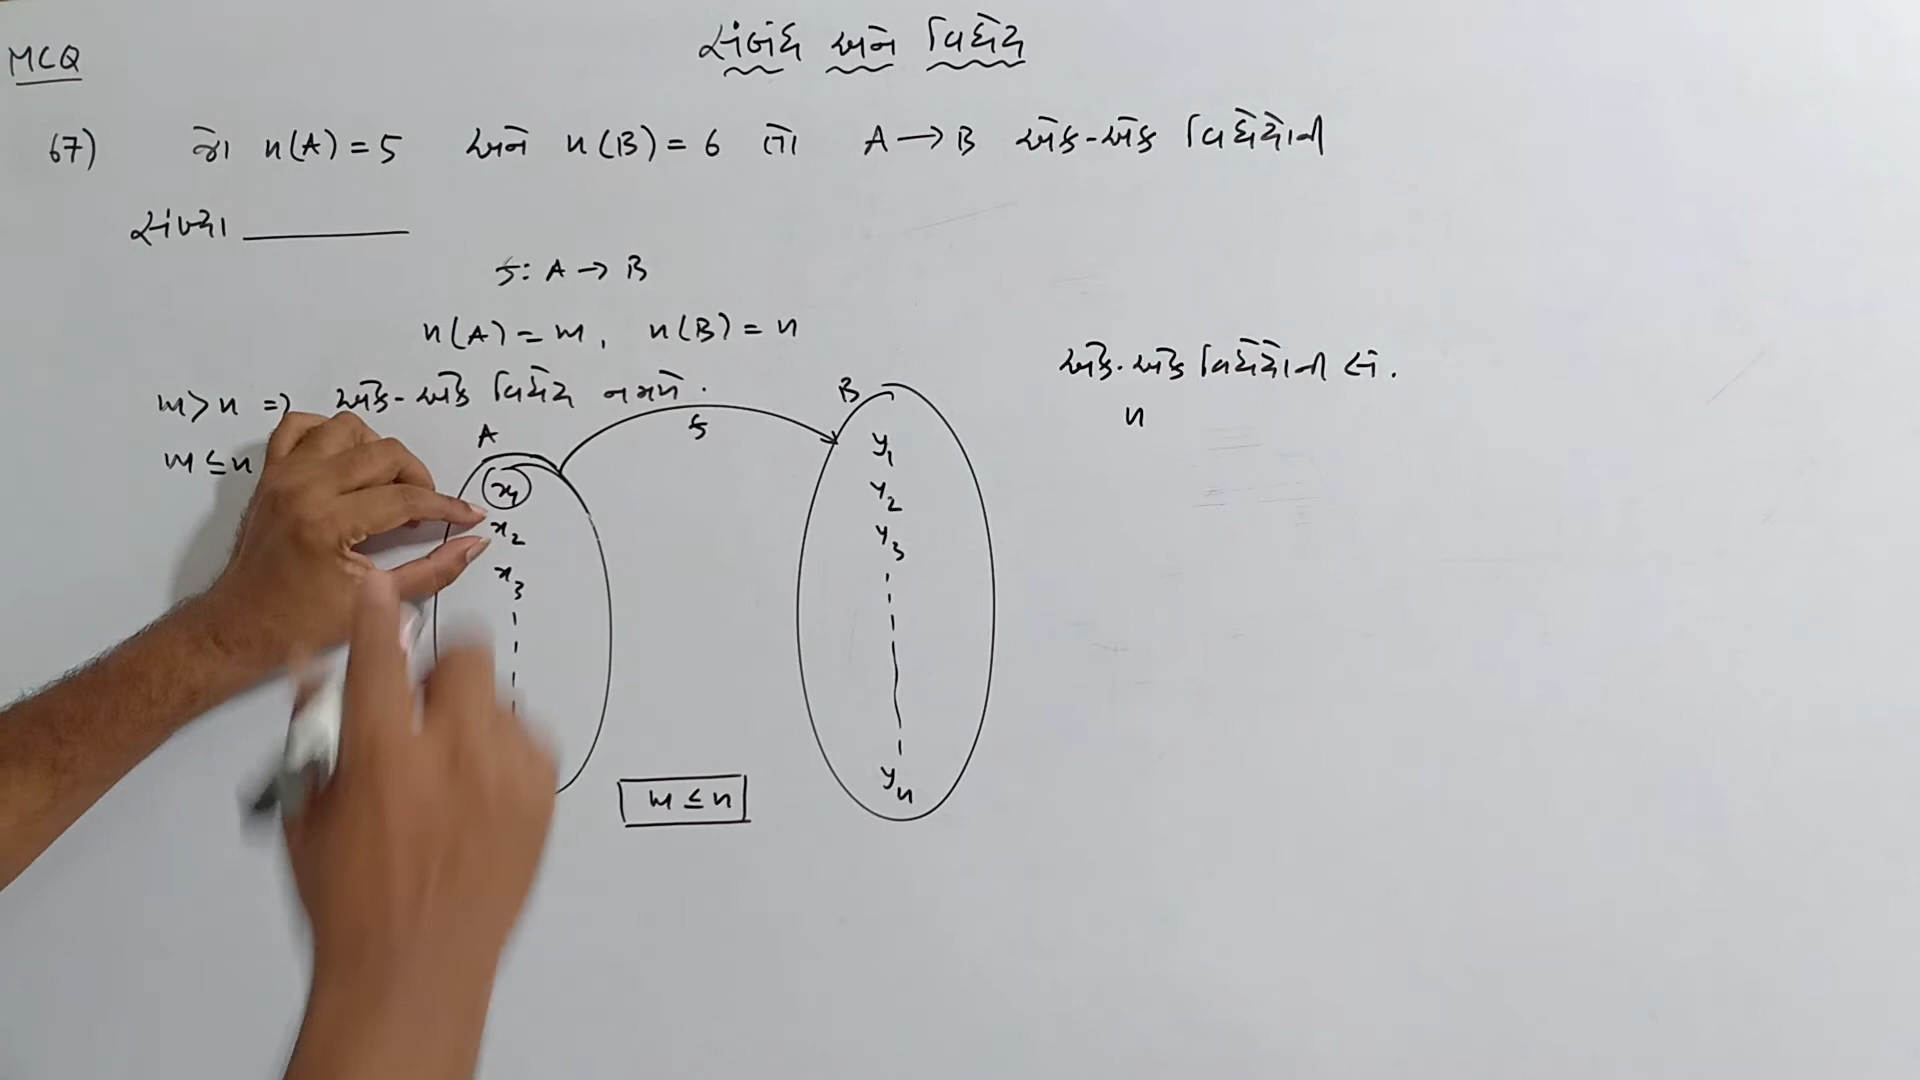 સંબંધ અને વિધેય
MCQ
67) જો n(A) = 5 અને n(B) = 6 તો A → B એક-એક વિધેયોની
સંખ્યા ______
f: A → B
n(A) = m, n(B) = n
m > n => એક-એક વિધેય ન મળે.
m ≤ n
એક-એક વિધેયોની સં.
n
A
f
B
x₁
x₂
x₃
y₁
y₂
y₃
yₙ
m ≤ n